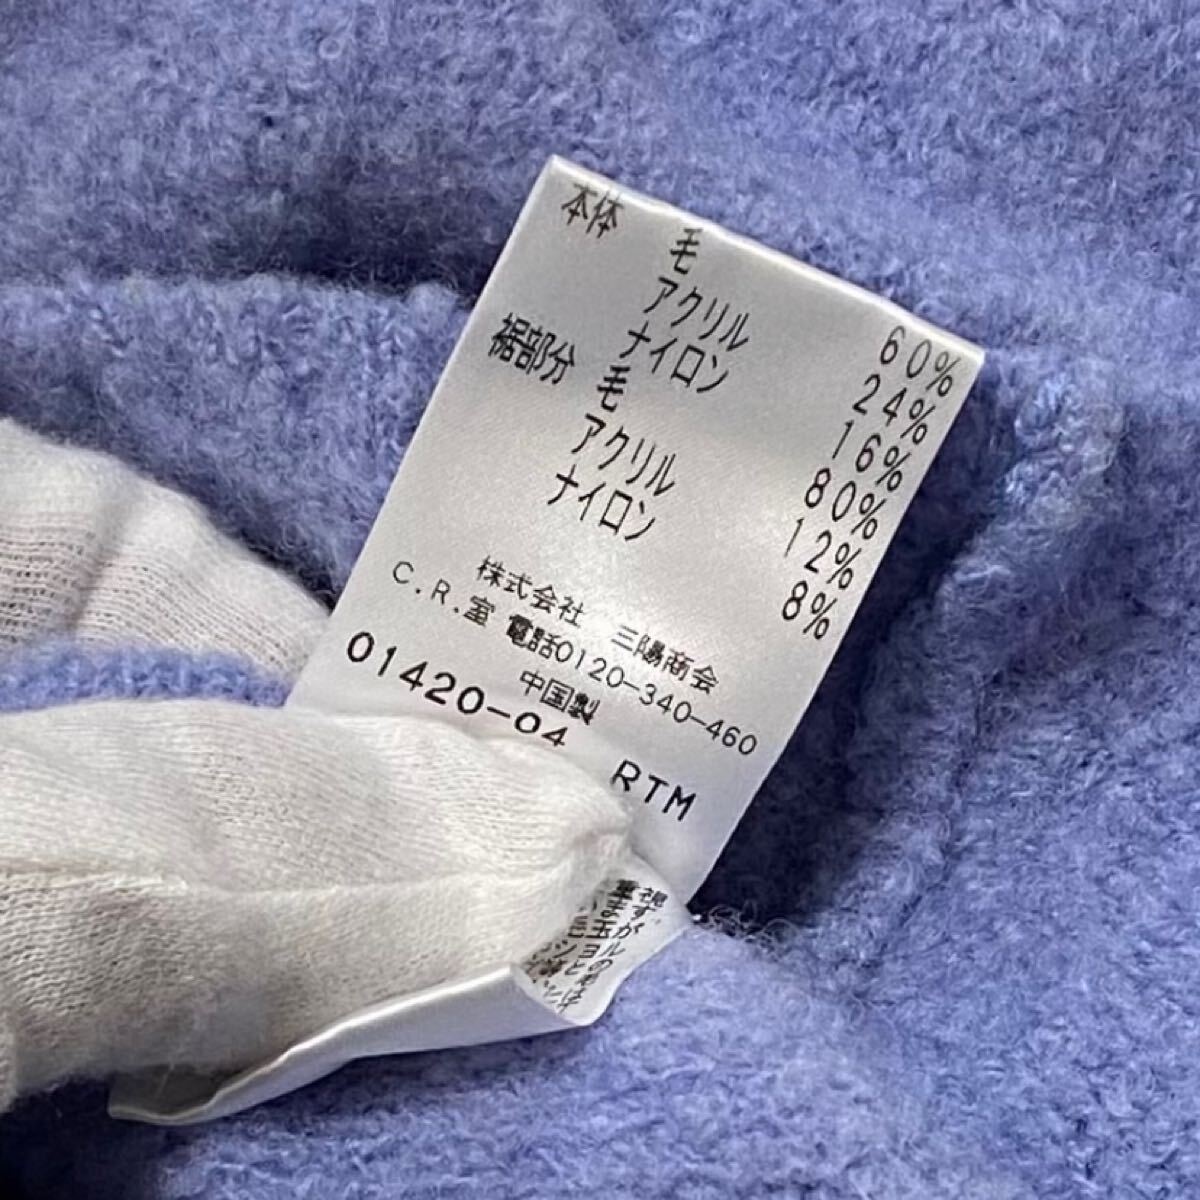 本体 毛 60%
アクリル 24%
ナイロン 16%
裾部分 毛 80%
アクリル 12%
ナイロン 8%
株式会社 三陽商会
C.R.室 電話0120-340-460
中国製
01420-04 RTM